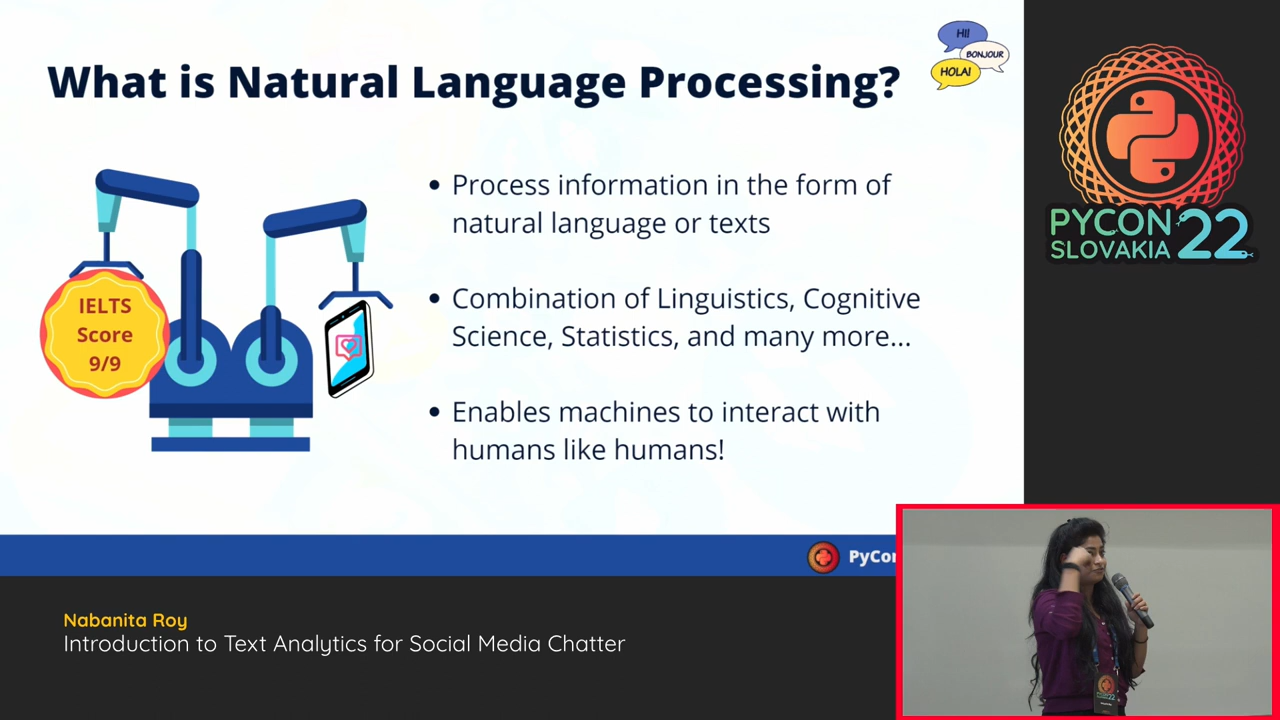 What is Natural Language Processing?
HI!
BONJOUR
HOLA!
IELTS
Score
9/9
• Process information in the form of
natural language or texts
• Combination of Linguistics, Cognitive
Science, Statistics, and many more...
• Enables machines to interact with
humans like humans!
PYCON
SLOVAKIA
22
Nabanita Roy
Introduction to Text Analytics for Social Media Chatter